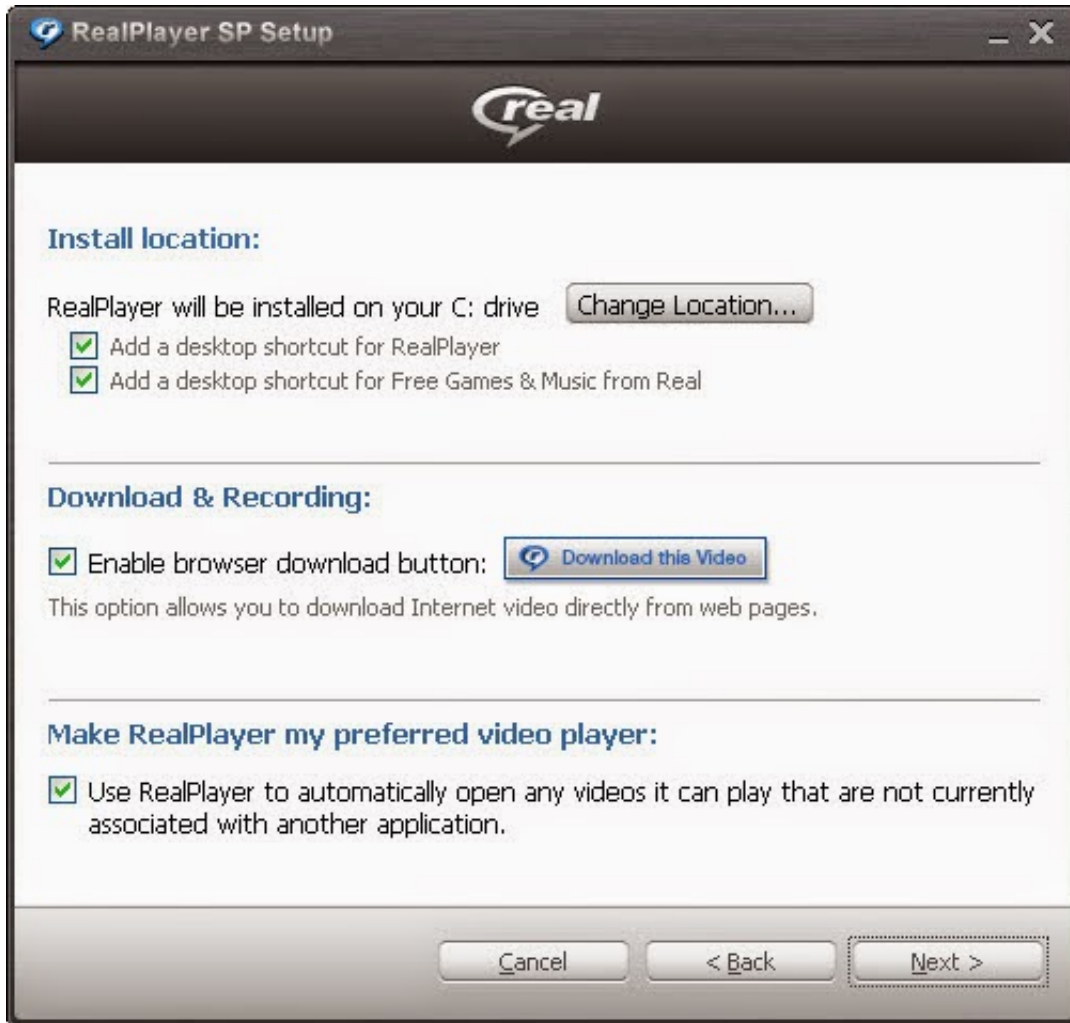 RealPlayer SP Setup
real
Install location:
RealPlayer will be installed on your C: drive Change Location...
Add a desktop shortcut for RealPlayer
Add a desktop shortcut for Free Games & Music from Real
Download & Recording:
Enable browser download button: Download this Video
This option allows you to download Internet video directly from web pages.
Make RealPlayer my preferred video player:
Use RealPlayer to automatically open any videos it can play that are not currently
associated with another application.
Cancel < Back Next >